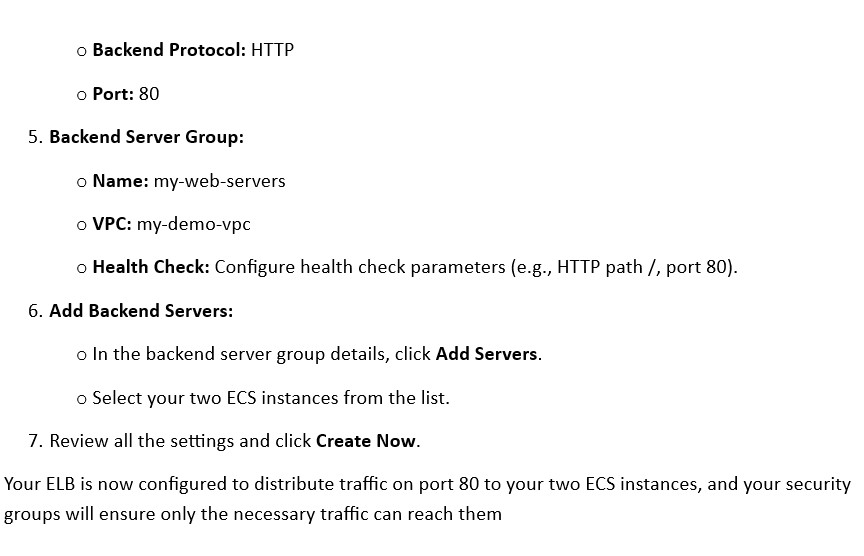 ○ Backend Protocol: HTTP
○ Port: 80
5. Backend Server Group:
○ Name: my-web-servers
○ VPC: my-demo-vpc
○ Health Check: Configure health check parameters (e.g., HTTP path /, port 80).
6. Add Backend Servers:
○ In the backend server group details, click Add Servers.
○ Select your two ECS instances from the list.
7. Review all the settings and click Create Now.
Your ELB is now configured to distribute traffic on port 80 to your two ECS instances, and your security
groups will ensure only the necessary traffic can reach them